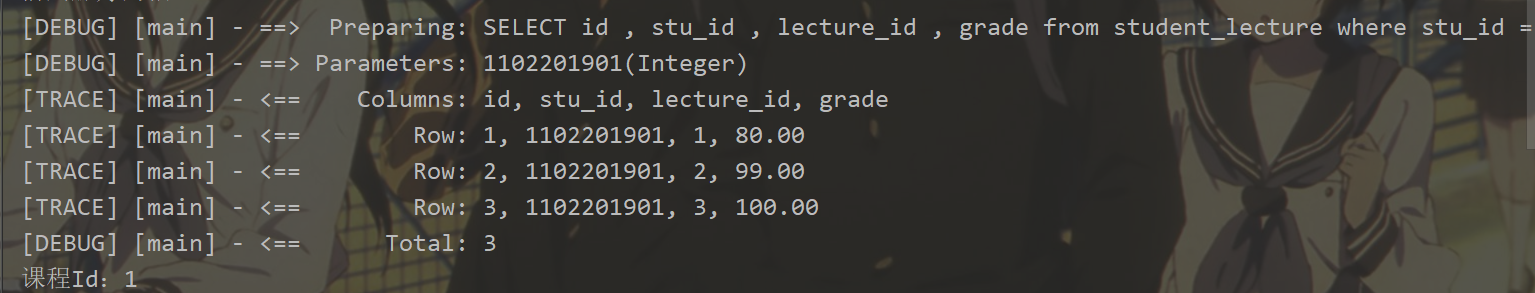 [DEBUG] [main] - ==>  Preparing: SELECT id , stu_id , lecture_id , grade from student_lecture where stu_id =
[DEBUG] [main] - ==> Parameters: 1102201901(Integer)
[TRACE] [main] - <==    Columns: id, stu_id, lecture_id, grade
[TRACE] [main] - <==        Row: 1, 1102201901, 1, 80.00
[TRACE] [main] - <==        Row: 2, 1102201901, 2, 99.00
[TRACE] [main] - <==        Row: 3, 1102201901, 3, 100.00
[DEBUG] [main] - <==      Total: 3
课程Id：1